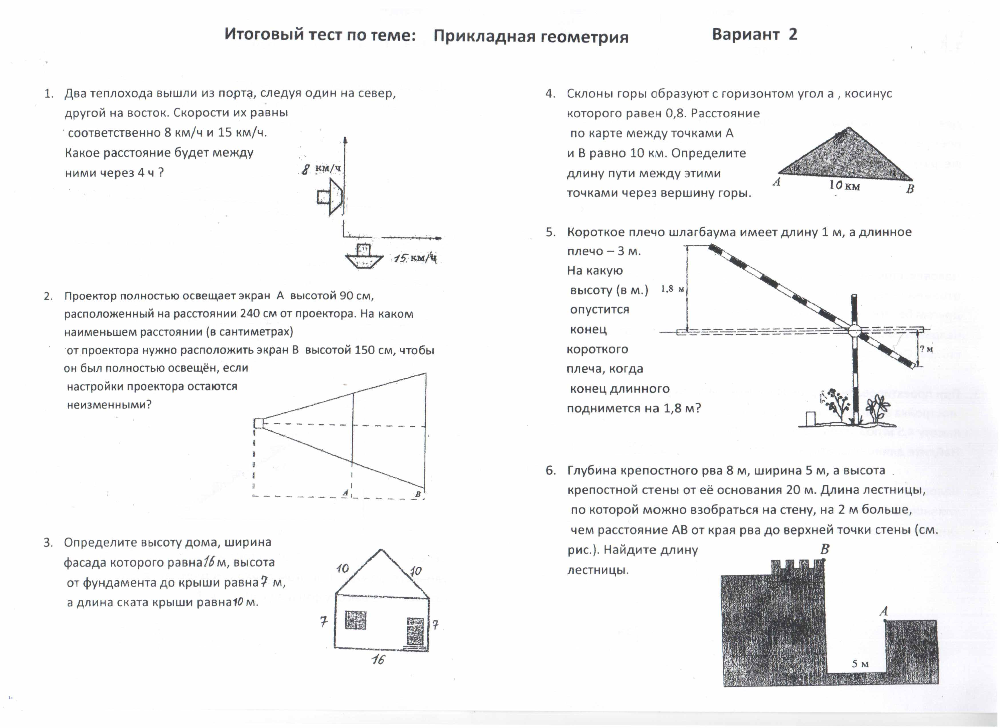 Итоговый тест по теме: Прикладная геометрия Вариант 2
1. Два теплохода вышли из порта, следуя один на север,
другой на восток. Скорости их равны
соответственно 8 км/ч и 15 км/ч.
Какое расстояние будет между
ними через 4 ч ?
8 км/ч
15 км/ч
2. Проектор полностью освещает экран А высотой 90 см,
расположенный на расстоянии 240 см от проектора. На каком
наименьшем расстоянии (в сантиметрах)
от проектора нужно расположить экран В высотой 150 см, чтобы
он был полностью освещён, если
настройки проектора остаются
неизменными?
A
B
3. Определите высоту дома, ширина
фасада которого равна 16 м, высота
от фундамента до крыши равна 7 м,
а длина ската крыши равна 10 м.
10
10
7
7
16
4. Склоны горы образуют с горизонтом угол а , косинус
которого равен 0,8. Расстояние
по карте между точками А
и В равно 10 км. Определите
длину пути между этими
точками через вершину горы.
α
α
A
10 км
B
5. Короткое плечо шлагбаума имеет длину 1 м, а длинное
плечо – 3 м.
На какую
высоту (в м.)
опустится
конец
короткого
плеча, когда
конец длинного
поднимется на 1,8 м?
1,8 м
? м
6. Глубина крепостного рва 8 м, ширина 5 м, а высота
крепостной стены от её основания 20 м. Длина лестницы,
по которой можно взобраться на стену, на 2 м больше,
чем расстояние АВ от края рва до верхней точки стены (см.
рис.). Найдите длину
лестницы.
B
A
5 м